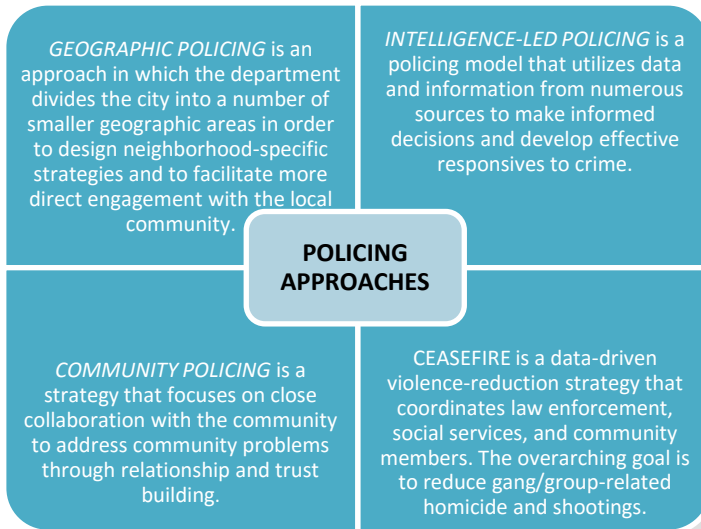 GEOGRAPHIC POLICING is an
approach in which the department
divides the city into a number of
smaller geographic areas in order
to design neighborhood-specific
strategies and to facilitate more
direct engagement with the local
community.
INTELLIGENCE-LED POLICING is a
policing model that utilizes data
and information from numerous
sources to make informed
decisions and develop effective
responsives to crime.
POLICING
APPROACHES
COMMUNITY POLICING is a
strategy that focuses on close
collaboration with the community
to address community problems
through relationship and trust
building.
CEASEFIRE is a data-driven
violence-reduction strategy that
coordinates law enforcement,
social services, and community
members. The overarching goal is
to reduce gang/group-related
homicide and shootings.